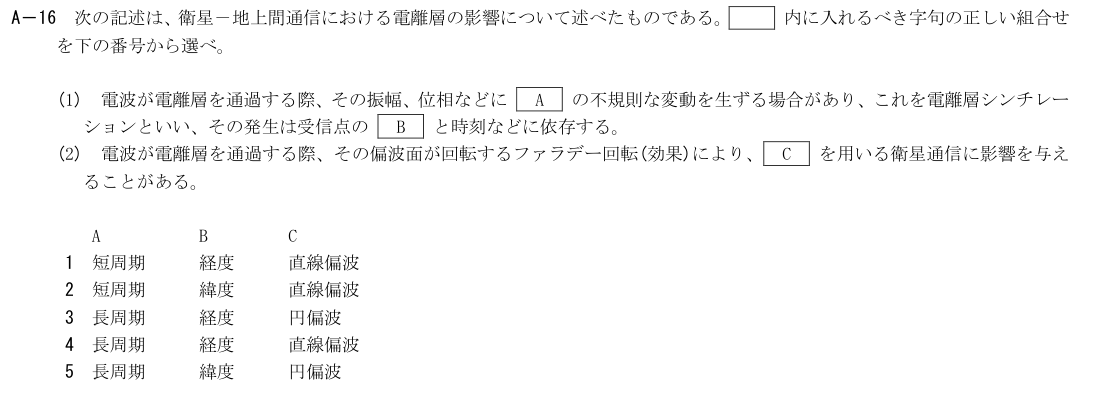 A－16 次の記述は、衛星－地上間通信における電離層の影響について述べたものである。 内に入れるべき字句の正しい組合せ
を下の番号から選べ。
(1) 電波が電離層を通過する際、その振幅、位相などに A の不規則な変動を生ずる場合があり、これを電離層シンチレー
ションといい、その発生は受信点の B と時刻などに依存する。
(2) 電波が電離層を通過する際、その偏波面が回転するファラデー回転(効果)により、 C を用いる衛星通信に影響を与え
ることがある。
A B C
1 短周期 経度 直線偏波
2 短周期 緯度 直線偏波
3 長周期 経度 円偏波
4 長周期 経度 直線偏波
5 長周期 緯度 円偏波